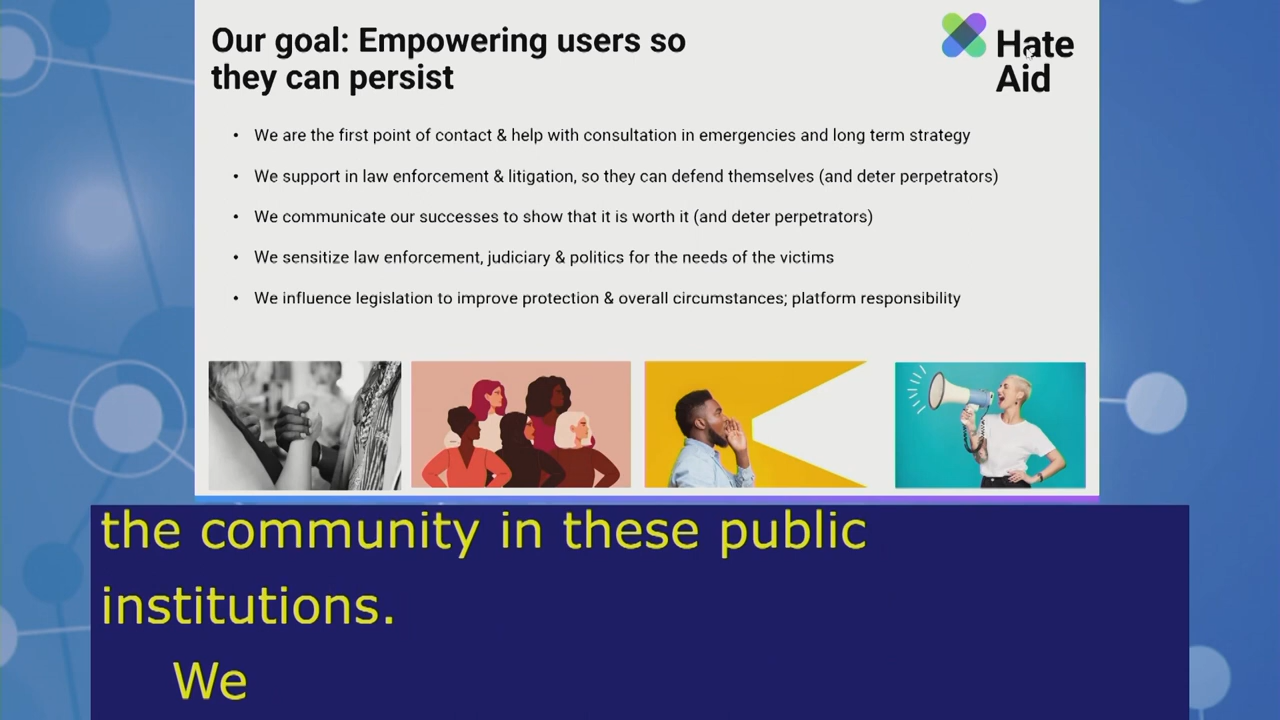 Our goal: Empowering users so
they can persist
Hate
Aid
• We are the first point of contact & help with consultation in emergencies and long term strategy
• We support in law enforcement & litigation, so they can defend themselves (and deter perpetrators)
• We communicate our successes to show that it is worth it (and deter perpetrators)
• We sensitize law enforcement, judiciary & politics for the needs of the victims
• We influence legislation to improve protection & overall circumstances; platform responsibility
the community in these public
institutions.
We